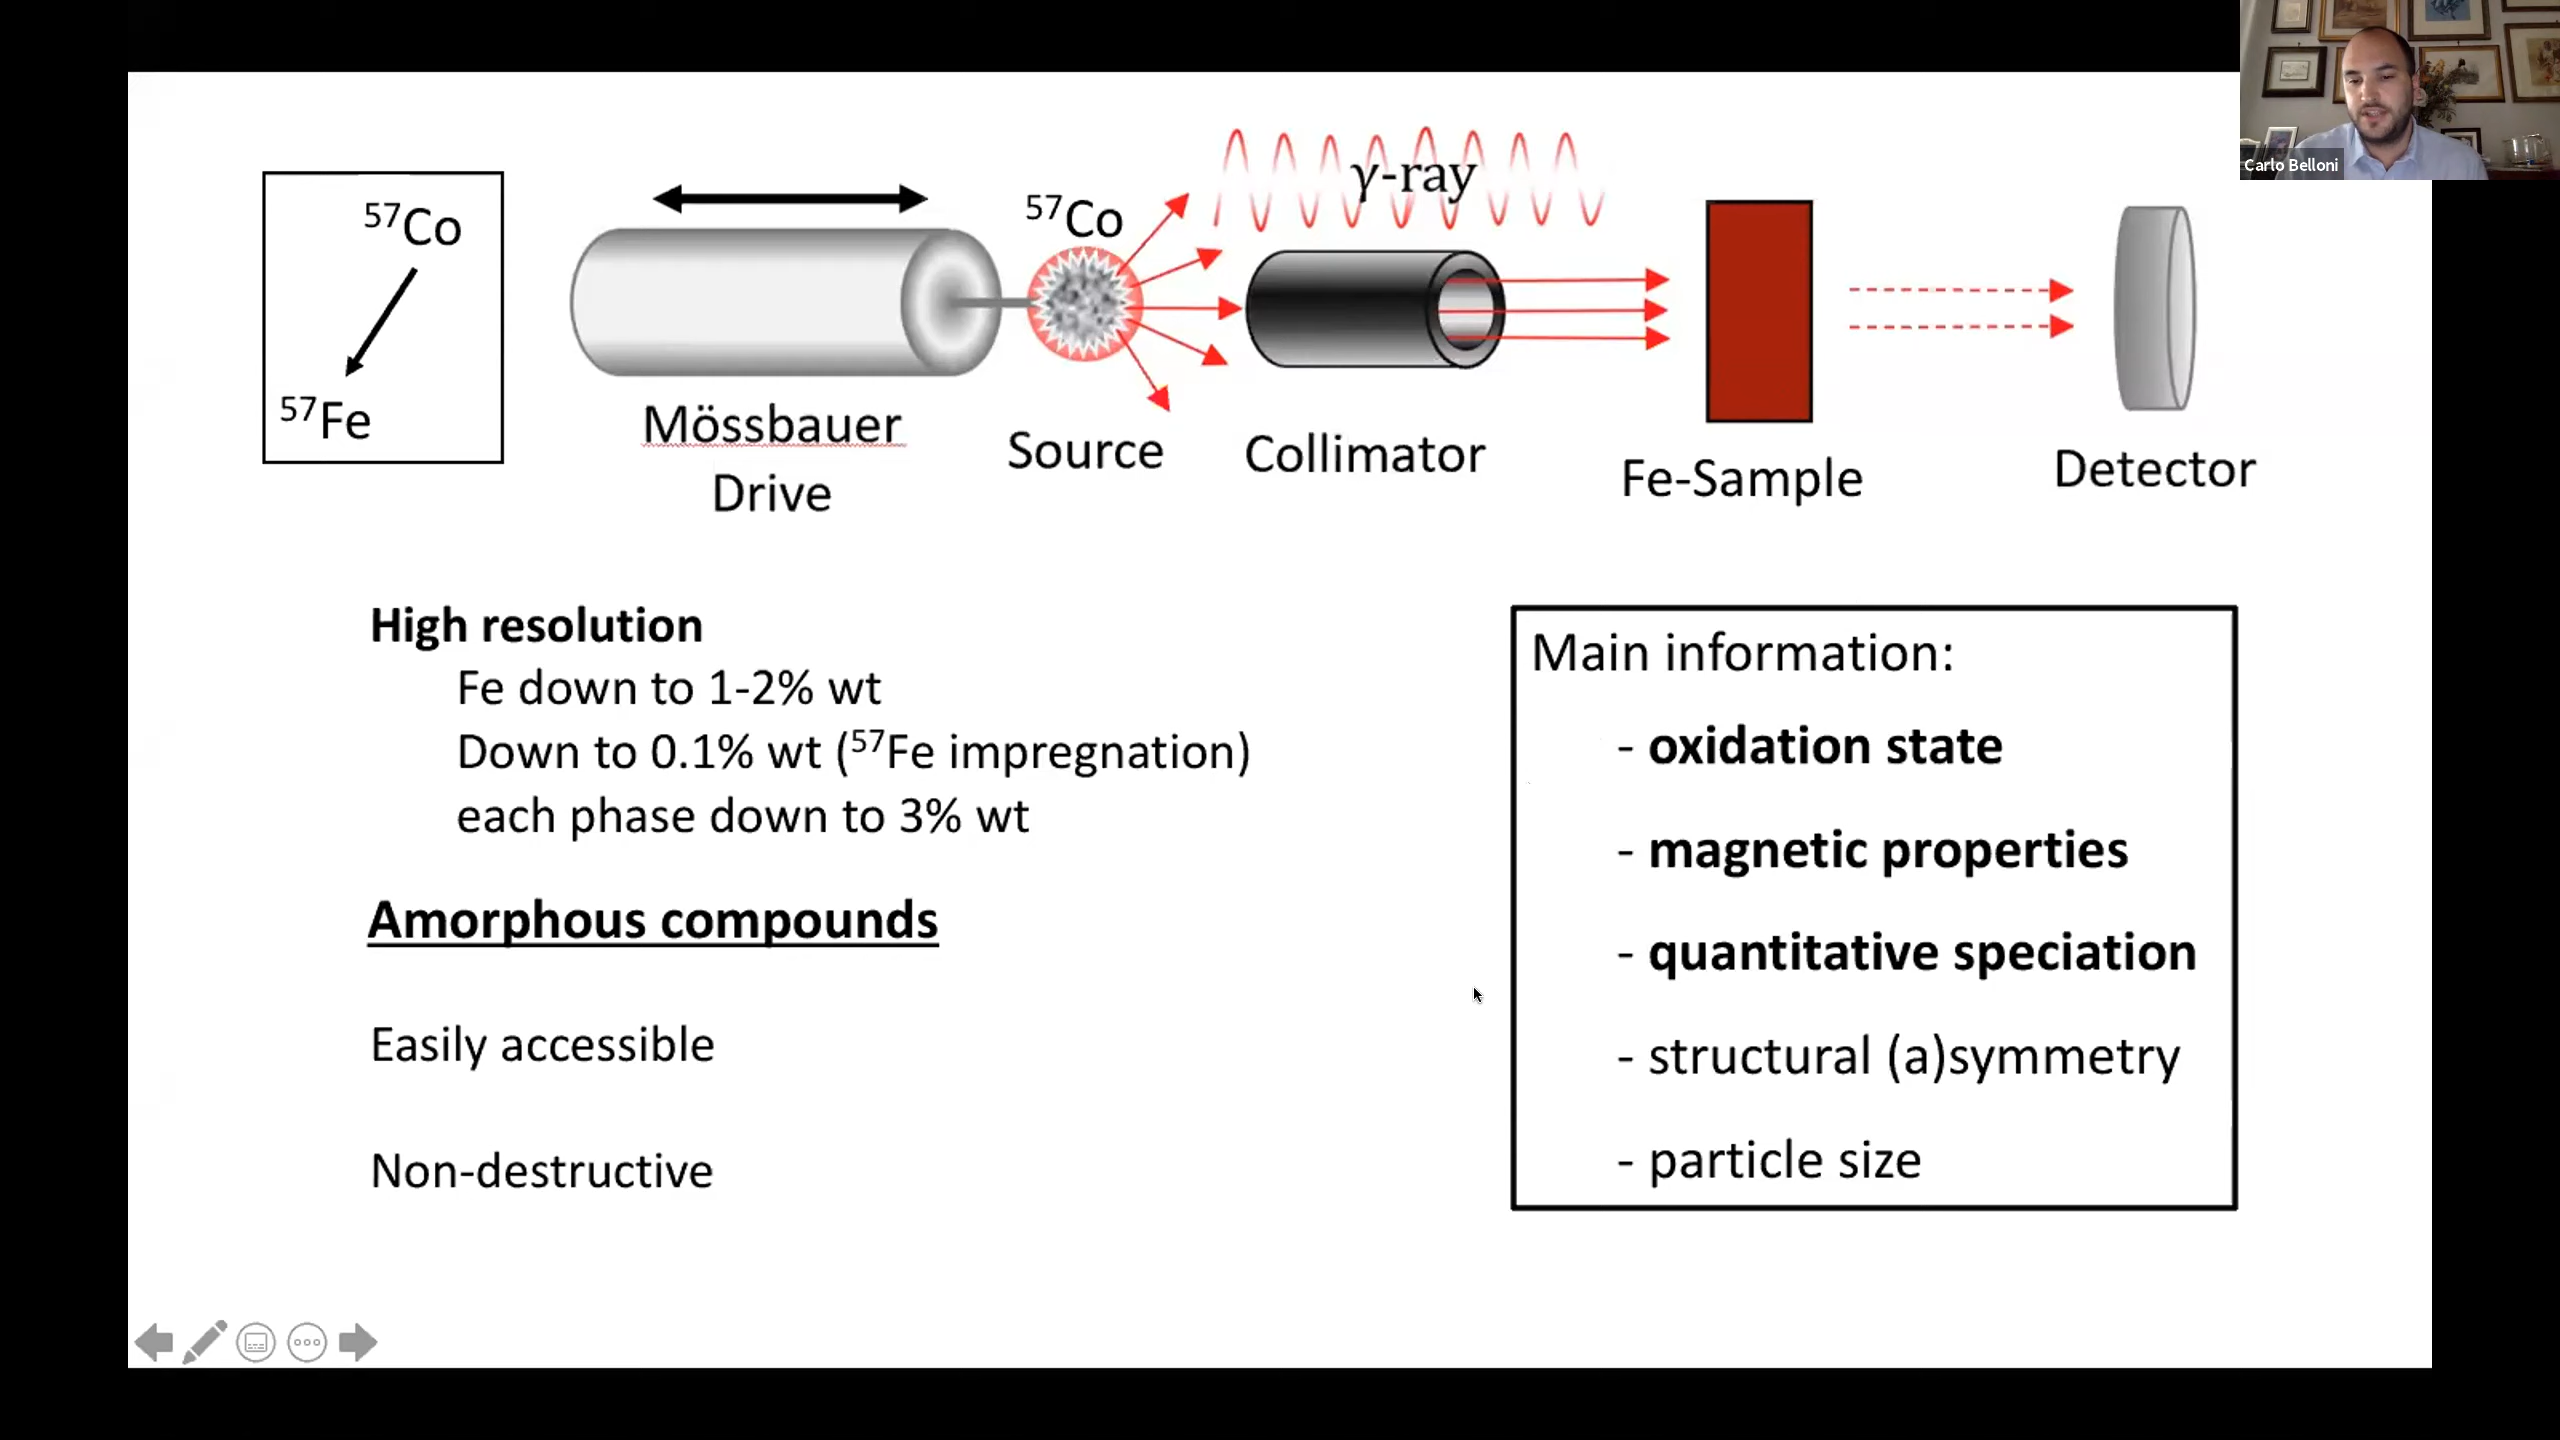 Carlo Belloni
⁵⁷Co
⁵⁷Fe
Mössbauer
Drive
⁵⁷Co
Source
γ-ray
Collimator
Fe-Sample
Detector
High resolution
Fe down to 1-2% wt
Down to 0.1% wt (⁵⁷Fe impregnation)
each phase down to 3% wt
Amorphous compounds
Easily accessible
Non-destructive
Main information:
- oxidation state
- magnetic properties
- quantitative speciation
- structural (a)symmetry
- particle size